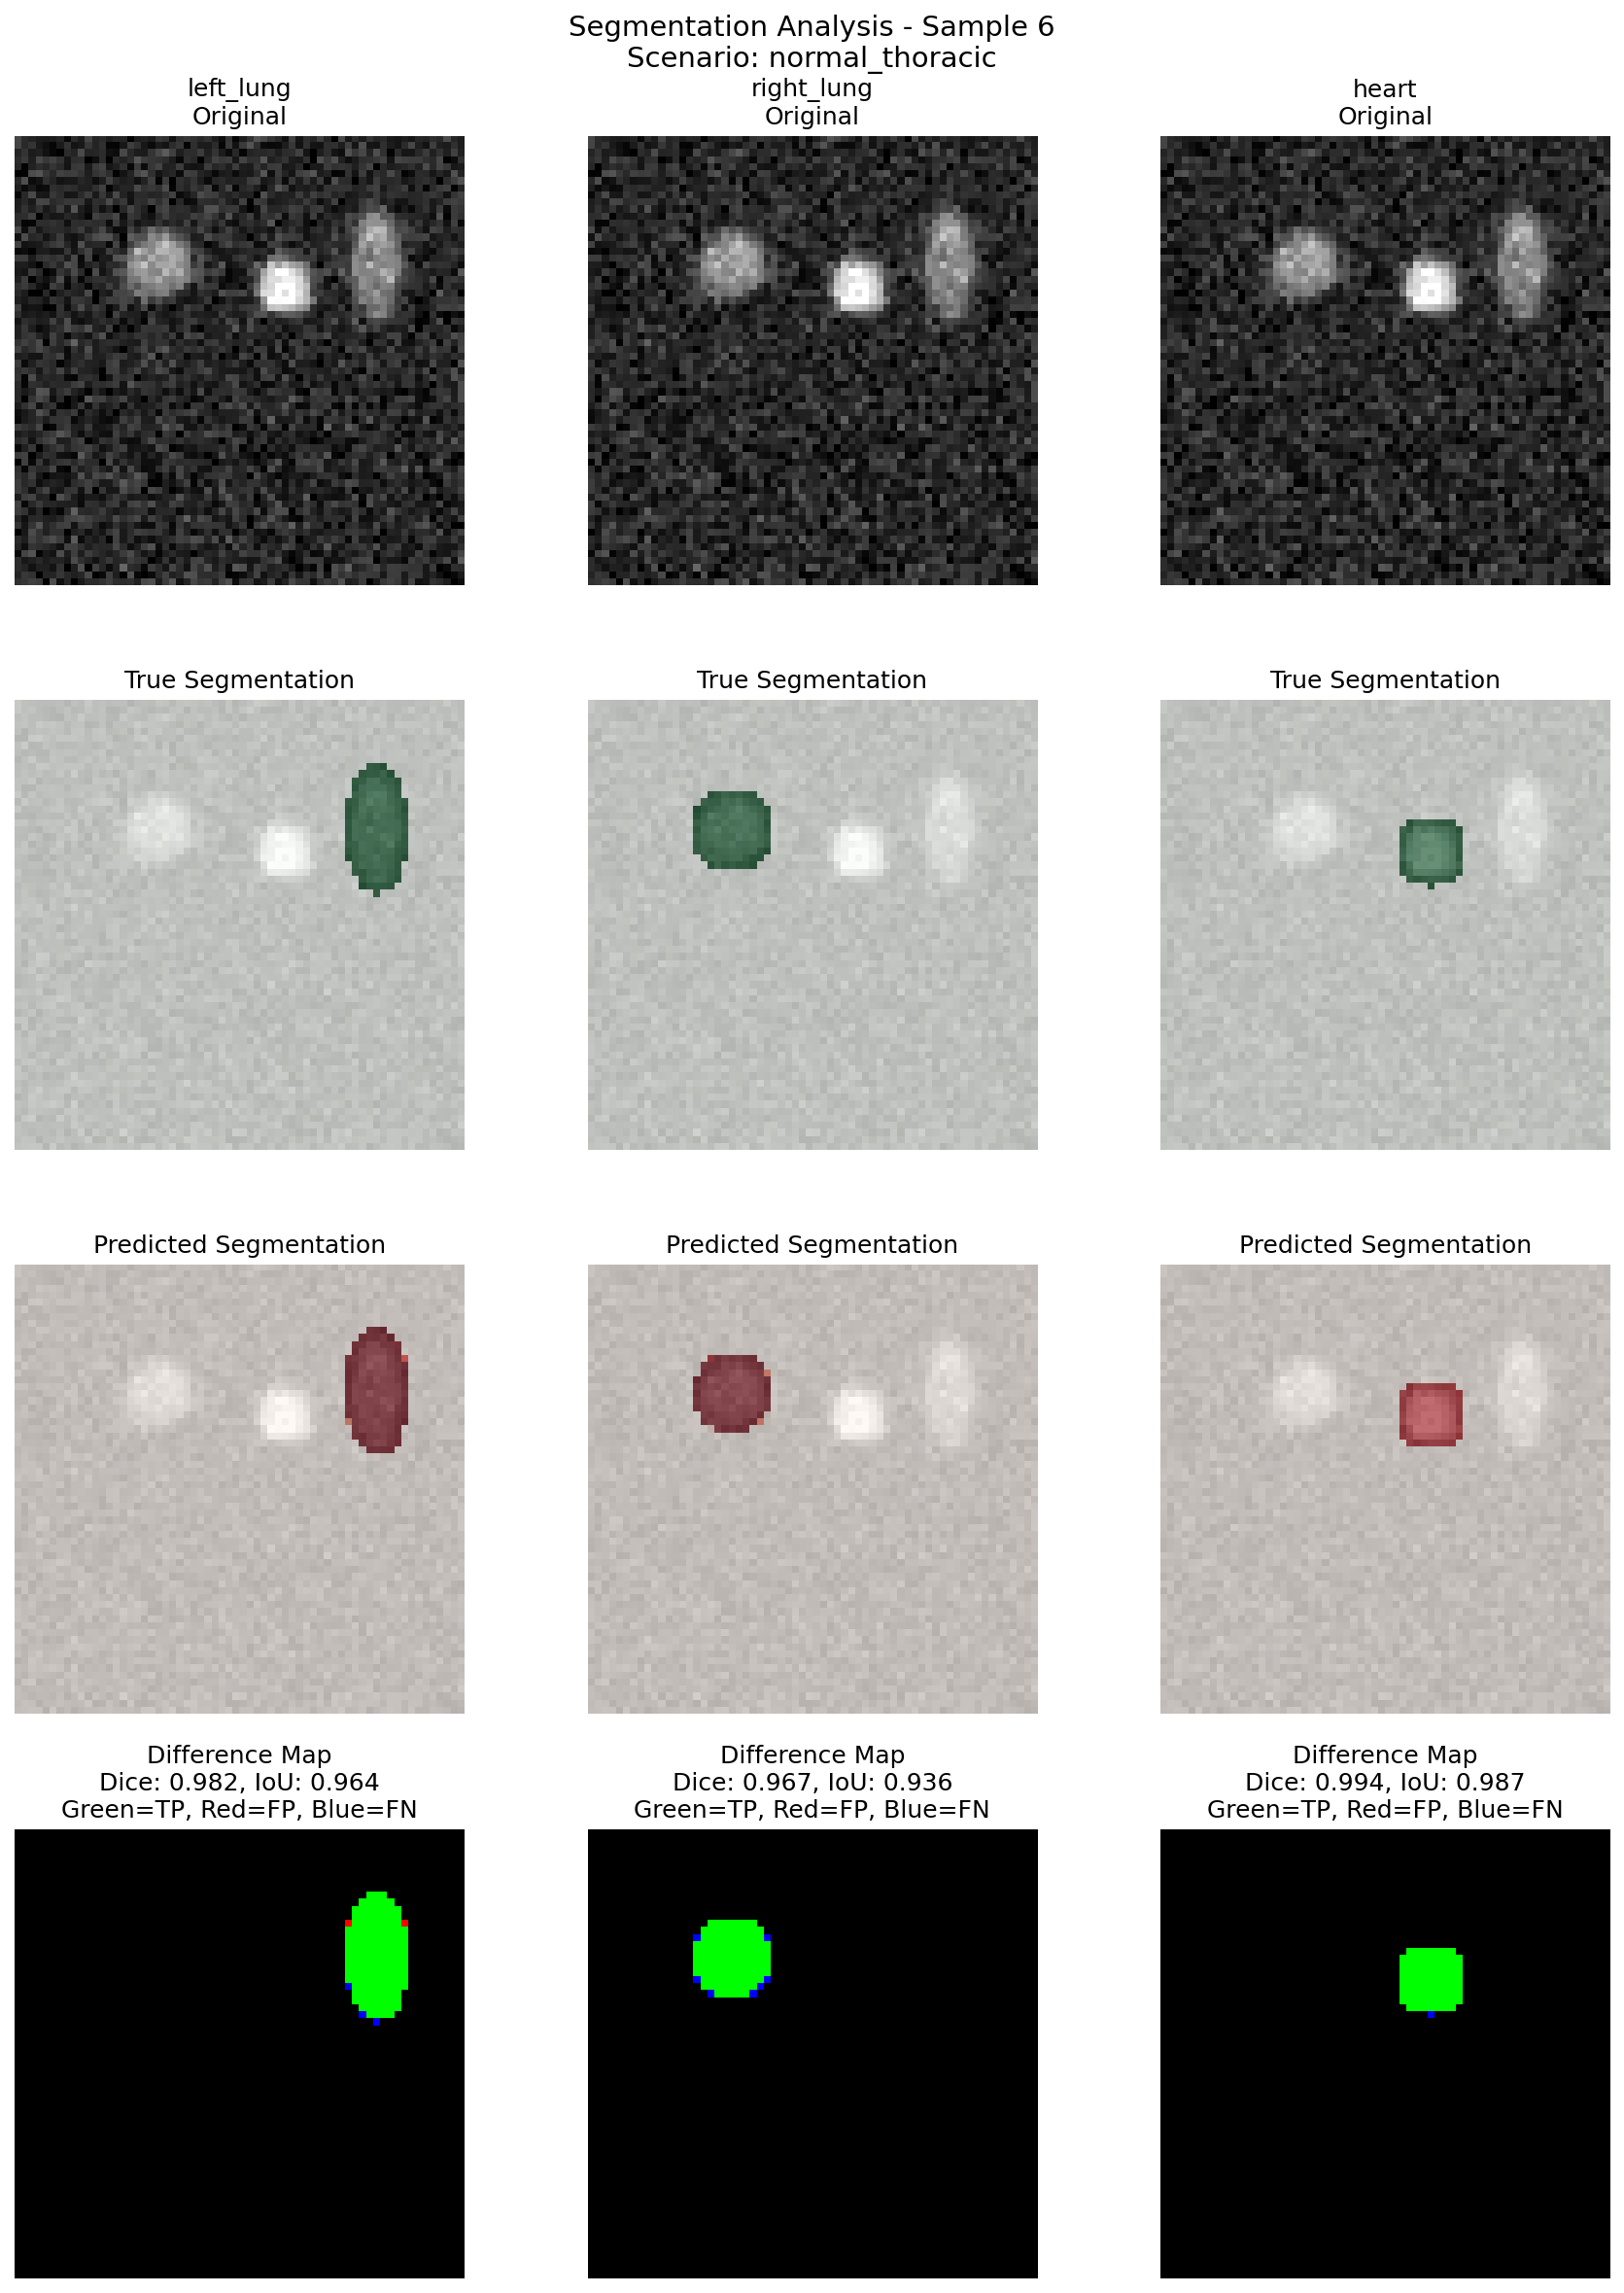 Segmentation Analysis - Sample 6
Scenario: normal_thoracic
left_lung
Original
right_lung
Original
heart
Original
True Segmentation
True Segmentation
True Segmentation
Predicted Segmentation
Predicted Segmentation
Predicted Segmentation
Difference Map
Dice: 0.982, IoU: 0.964
Green=TP, Red=FP, Blue=FN
Difference Map
Dice: 0.967, IoU: 0.936
Green=TP, Red=FP, Blue=FN
Difference Map
Dice: 0.994, IoU: 0.987
Green=TP, Red=FP, Blue=FN